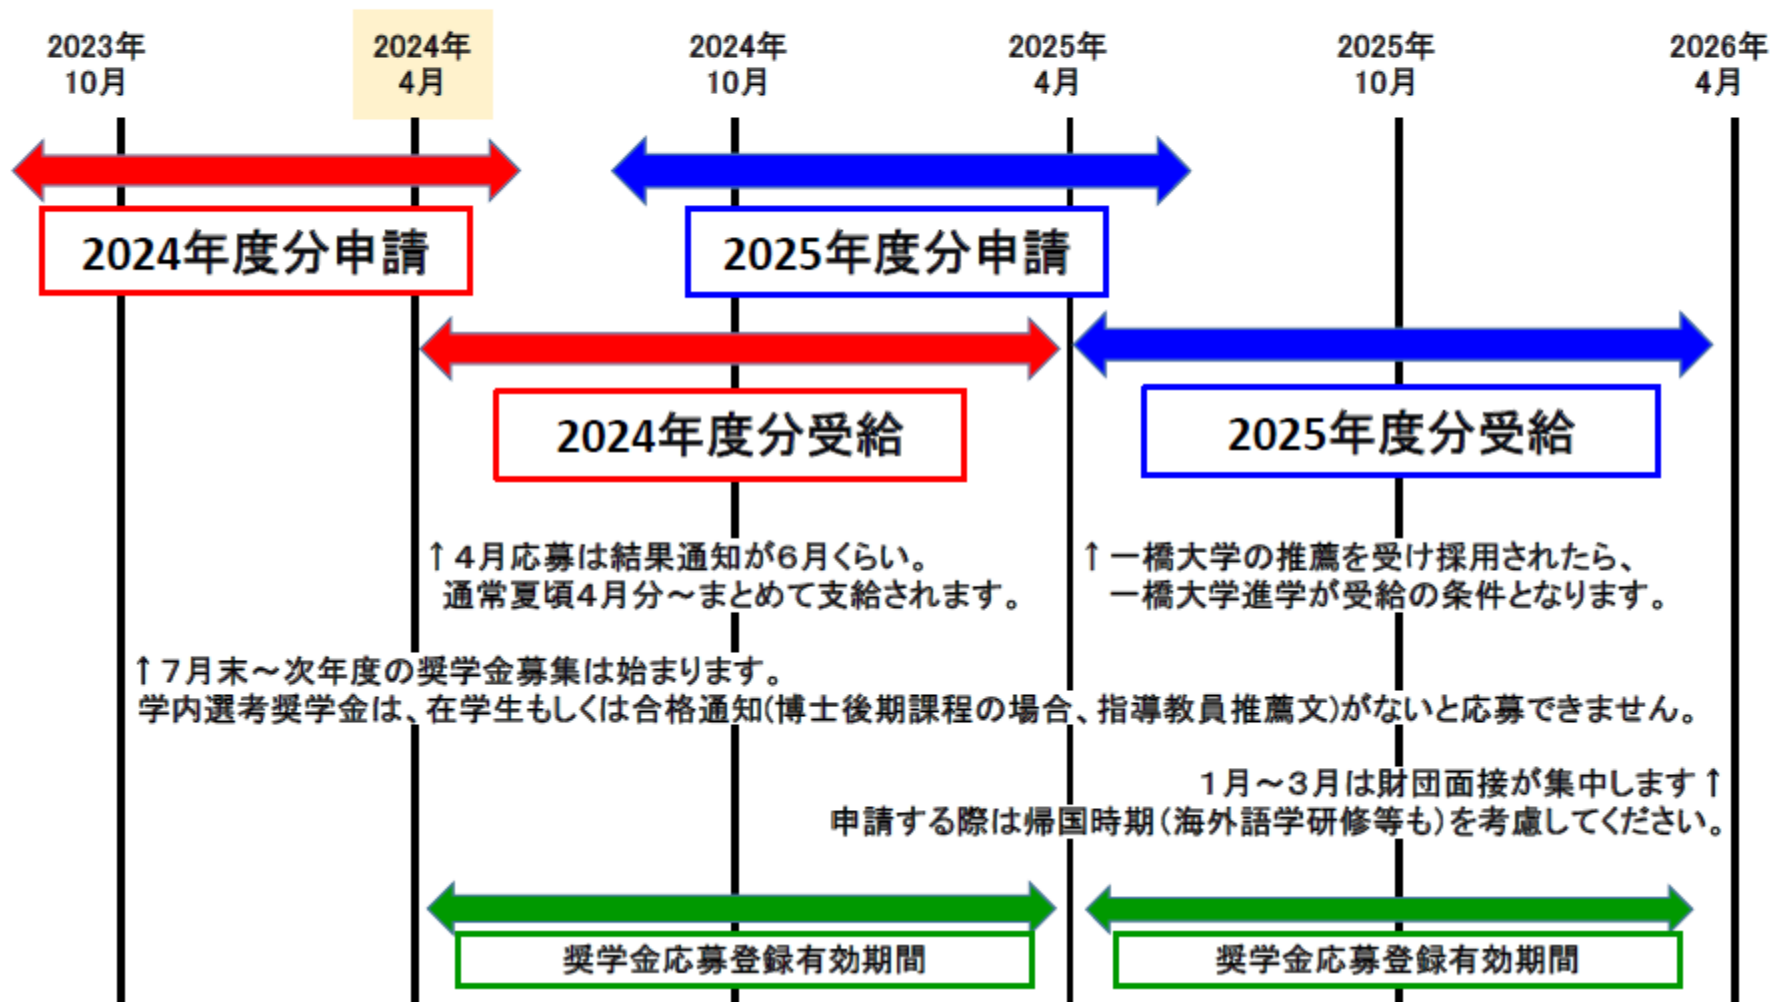 2023年
10月
2024年
4月
2024年
10月
2025年
4月
2025年
10月
2026年
4月
2024年度分申請
2025年度分申請
2024年度分受給
2025年度分受給
↑4月応募は結果通知が6月くらい。
通常夏頃4月分～まとめて支給されます。
↑一橋大学の推薦を受け採用されたら、
一橋大学進学が受給の条件となります。
↑7月末～次年度の奨学金募集は始まります。
学内選考奨学金は、在学生もしくは合格通知(博士後期課程の場合、指導教員推薦文)がないと応募できません。
1月～3月は財団面接が集中します↑
申請する際は帰国時期(海外語学研修等も)を考慮してください。
奨学金応募登録有効期間
奨学金応募登録有効期間